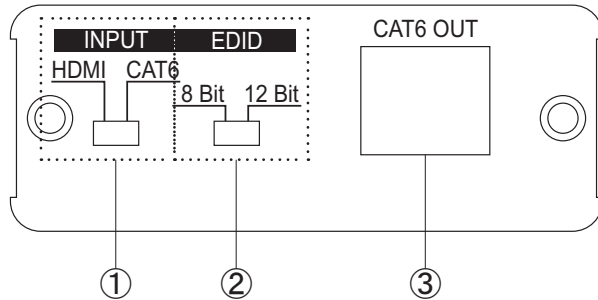 INPUT EDID CAT6 OUT
HDMI CAT6
8 Bit 12 Bit
① ② ③